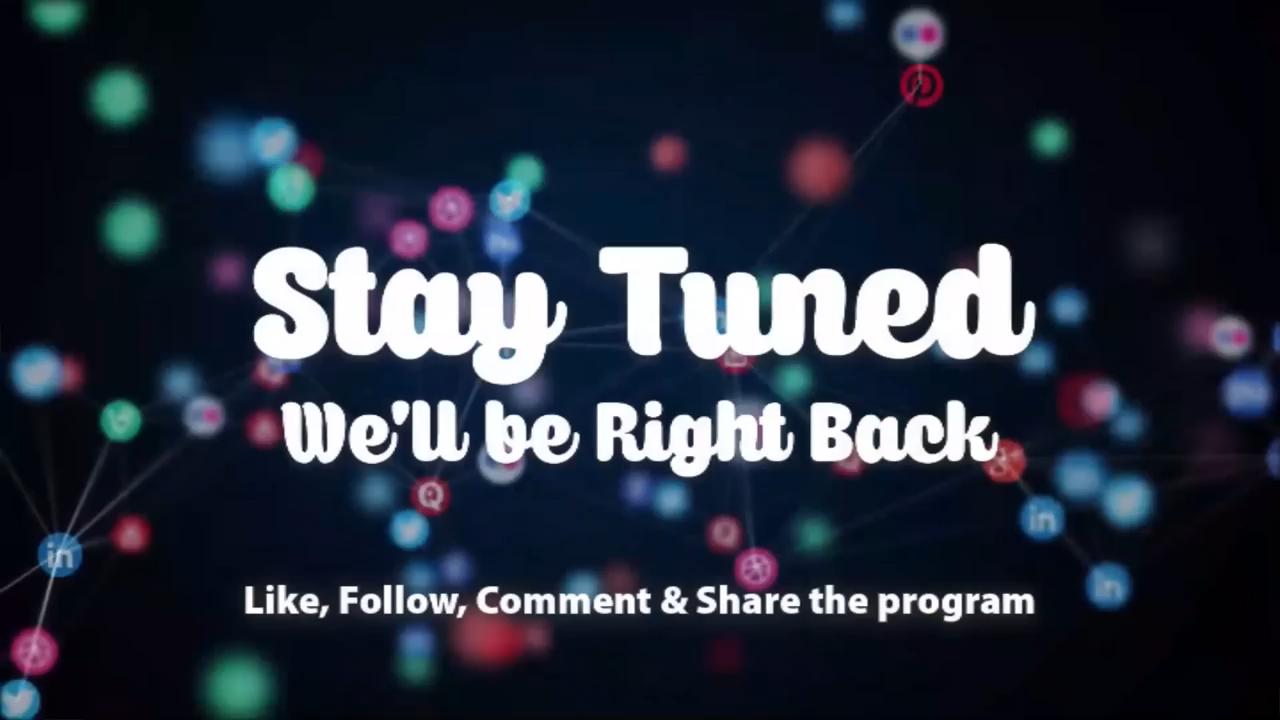 Stay Tuned
We'll be Right Back
Like, Follow, Comment & Share the program